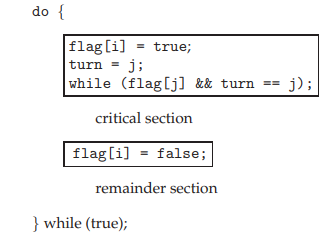 do {
flag[i] = true;
turn = j;
while (flag[j] && turn == j);
critical section
flag[i] = false;
remainder section
} while (true);